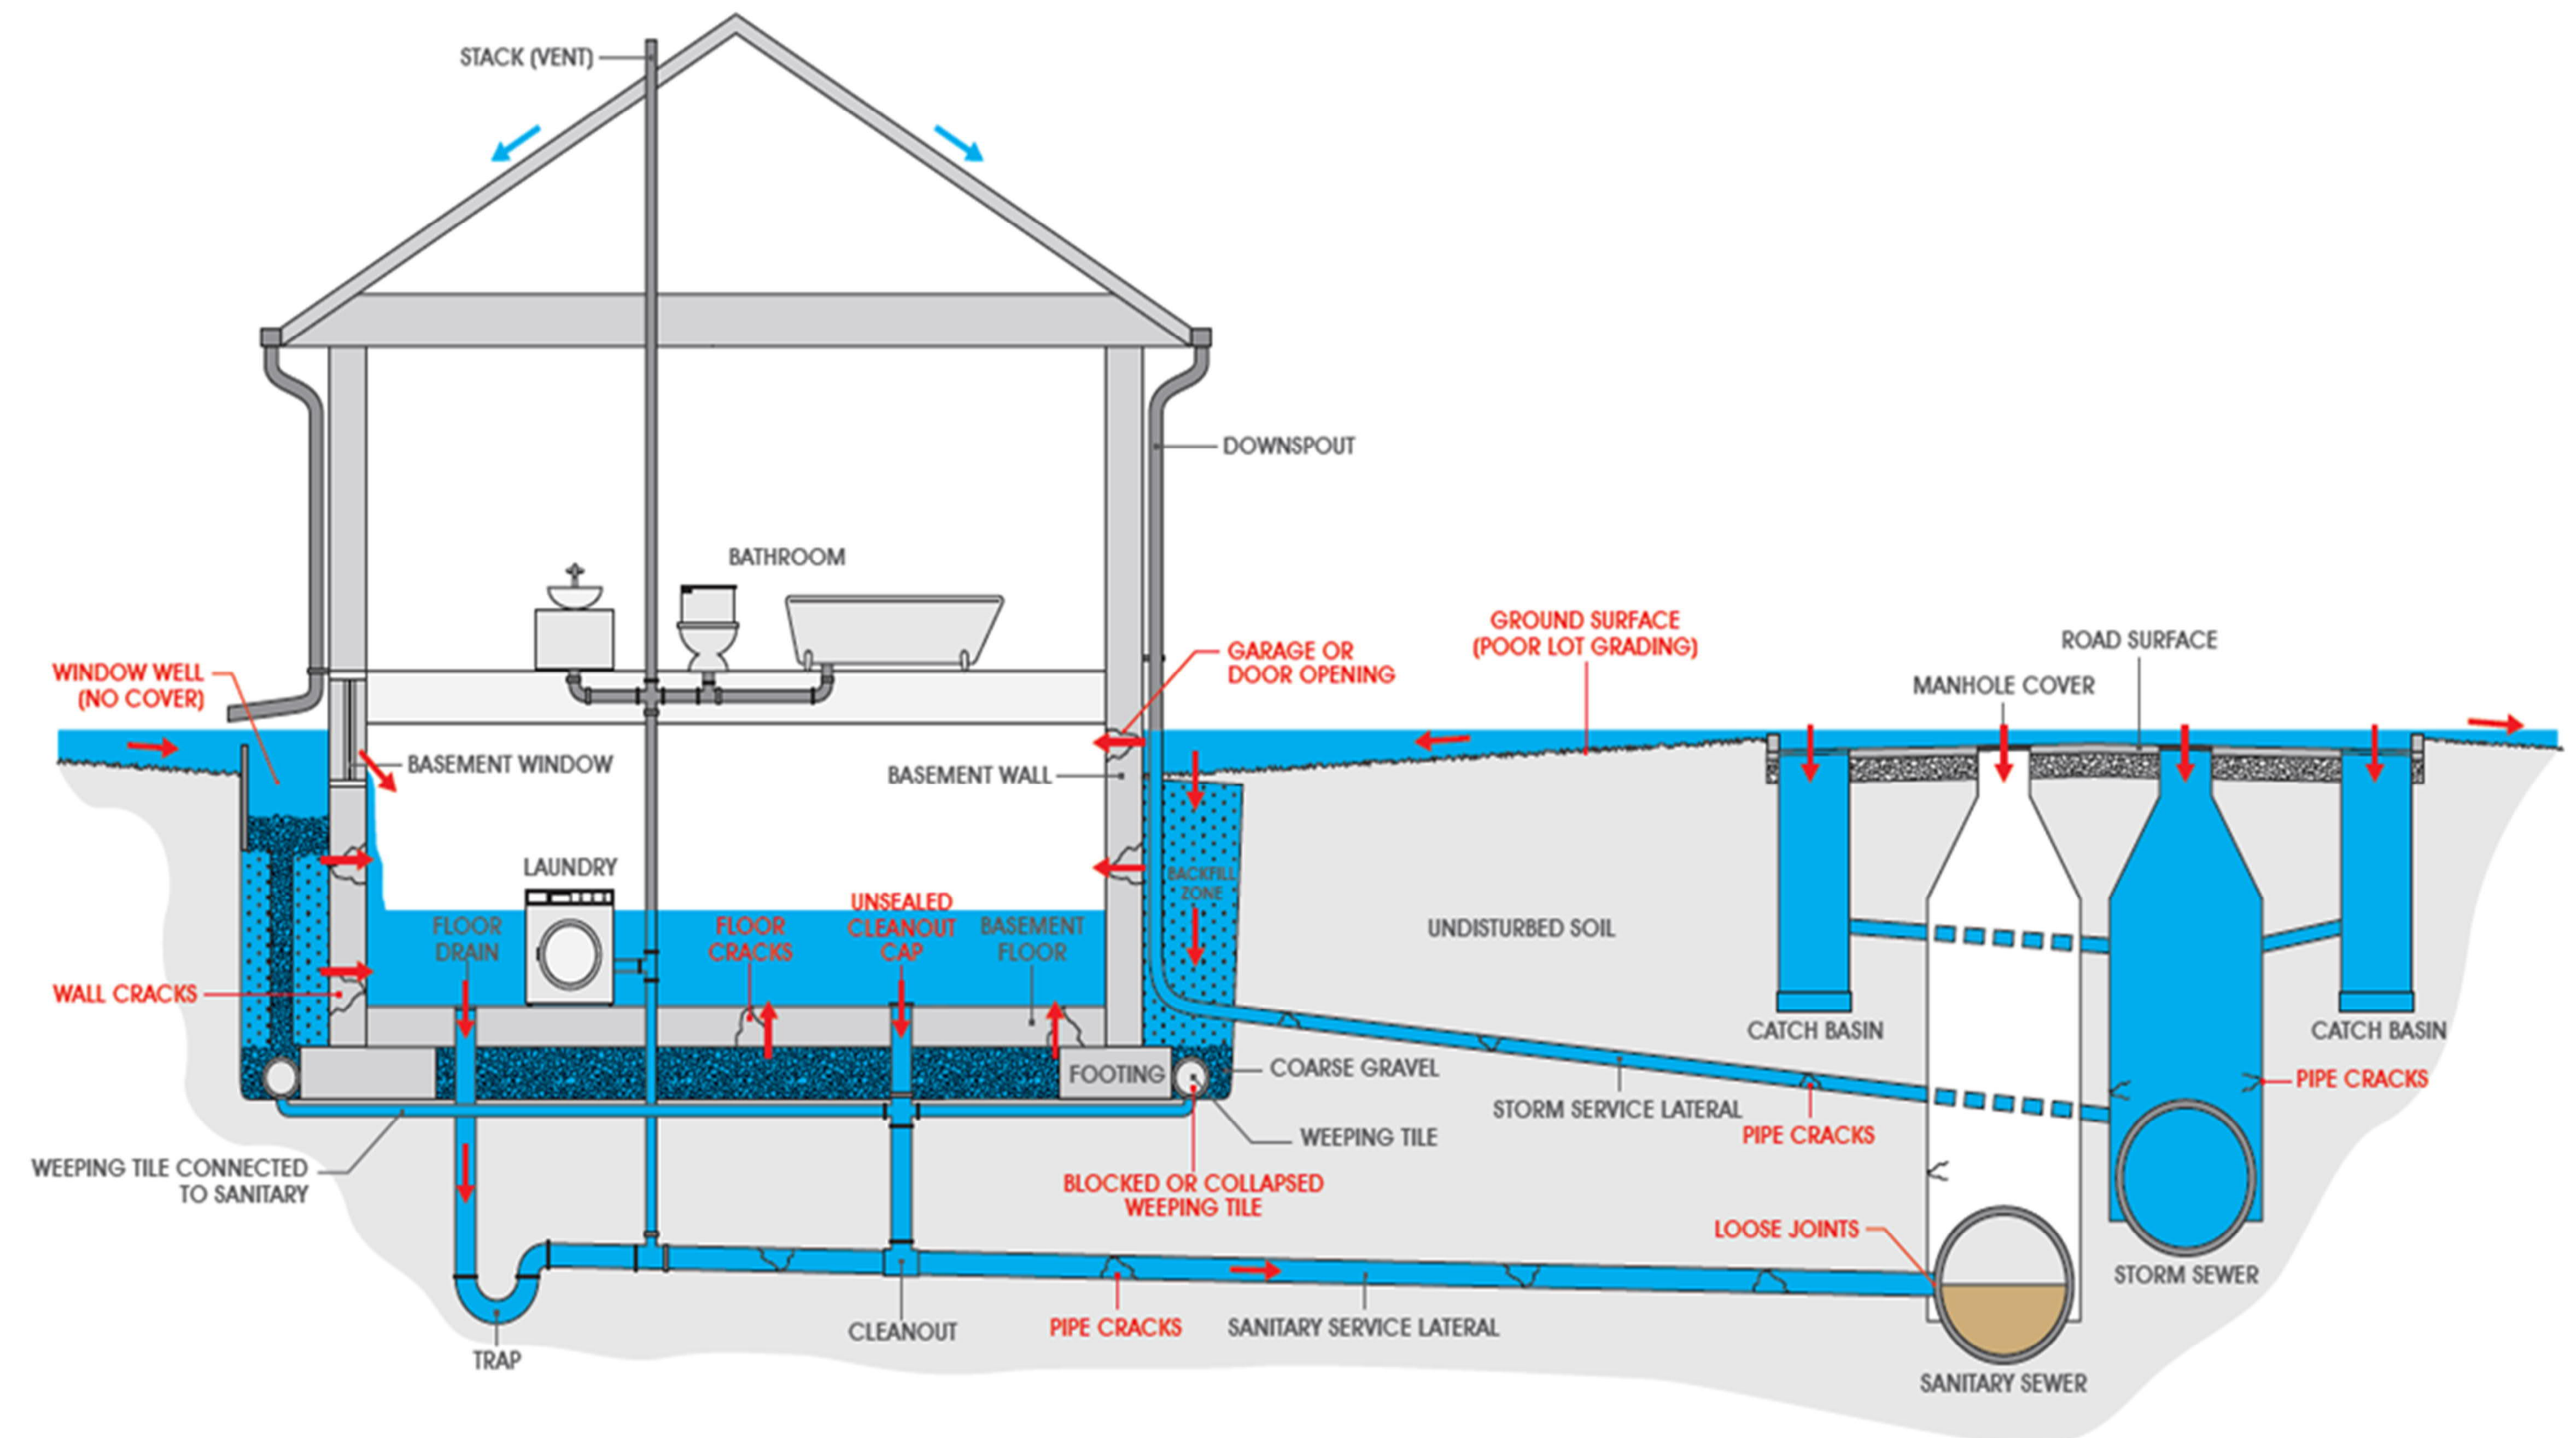 STACK (VENT)
DOWNSPOUT
BATHROOM
WINDOW WELL
(NO COVER)
GARAGE OR
DOOR OPENING
GROUND SURFACE
(POOR LOT GRADING)
ROAD SURFACE
MANHOLE COVER
BASEMENT WINDOW
BASEMENT WALL
LAUNDRY
BACKFILL
ZONE
FLOOR
DRAIN
FLOOR
CRACKS
UNSEALED
CLEANOUT
CAP
BASEMENT
FLOOR
UNDISTURBED SOIL
WALL CRACKS
CATCH BASIN
CATCH BASIN
FOOTING
COARSE GRAVEL
PIPE CRACKS
STORM SERVICE LATERAL
PIPE CRACKS
WEEPING TILE
WEEPING TILE CONNECTED
TO SANITARY
BLOCKED OR COLLAPSED
WEEPING TILE
LOOSE JOINTS
STORM SEWER
CLEANOUT
PIPE CRACKS
SANITARY SERVICE LATERAL
TRAP
SANITARY SEWER